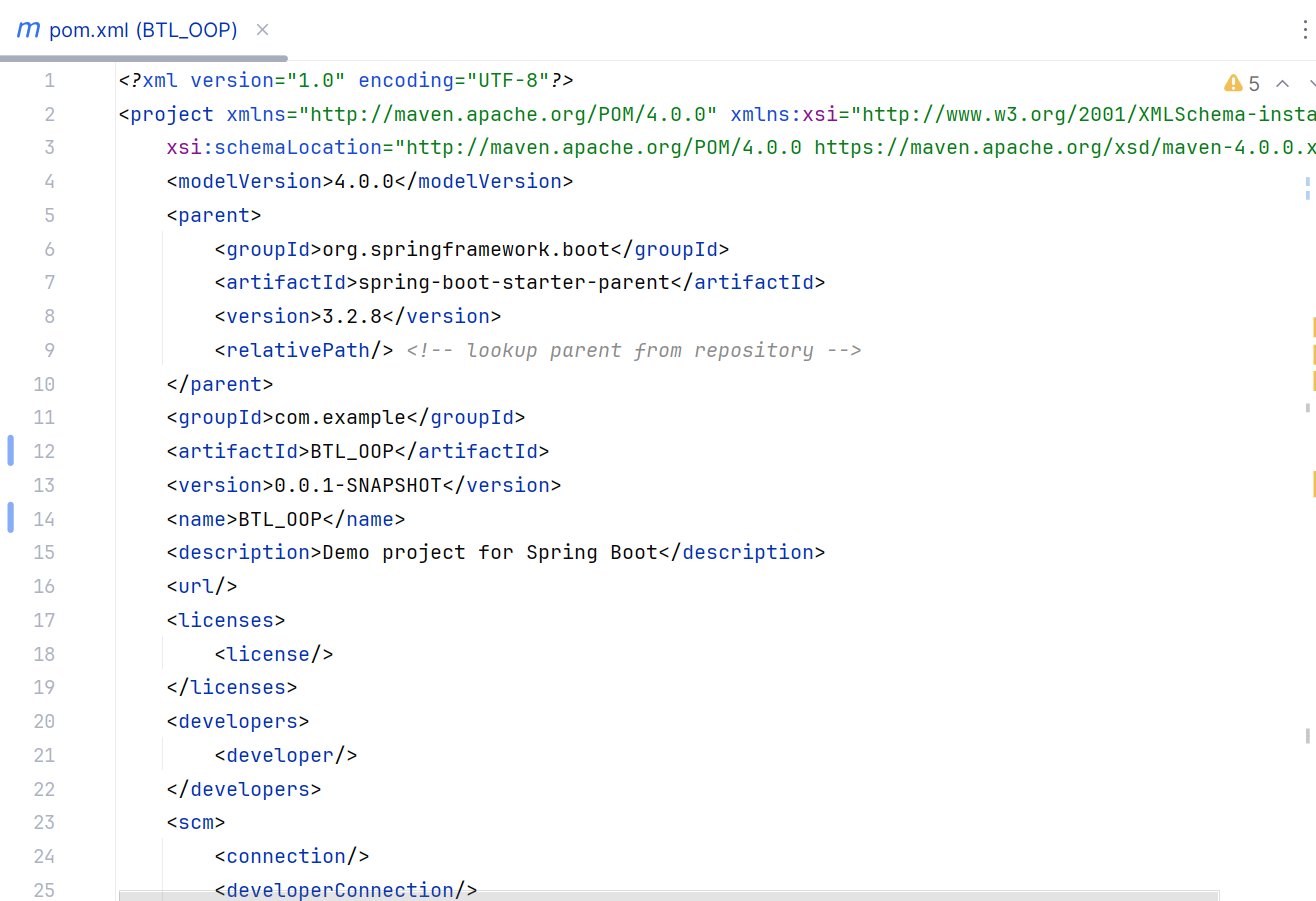 m pom.xml (BTL_OOP)
5
1 <?xml version="1.0" encoding="UTF-8"?>
2 <project xmlns="http://maven.apache.org/POM/4.0.0" xmlns:xsi="http://www.w3.org/2001/XMLSchema-insta
3 xsi:schemaLocation="http://maven.apache.org/POM/4.0.0 https://maven.apache.org/xsd/maven-4.0.0.x
4 <modelVersion>4.0.0</modelVersion>
5 <parent>
6 <groupId>org.springframework.boot</groupId>
7 <artifactId>spring-boot-starter-parent</artifactId>
8 <version>3.2.8</version>
9 <relativePath/> <!-- lookup parent from repository -->
10 </parent>
11 <groupId>com.example</groupId>
12 <artifactId>BTL_OOP</artifactId>
13 <version>0.0.1-SNAPSHOT</version>
14 <name>BTL_OOP</name>
15 <description>Demo project for Spring Boot</description>
16 <url/>
17 <licenses>
18 <license/>
19 </licenses>
20 <developers>
21 <developer/>
22 </developers>
23 <scm>
24 <connection/>
25 <developerConnection/>